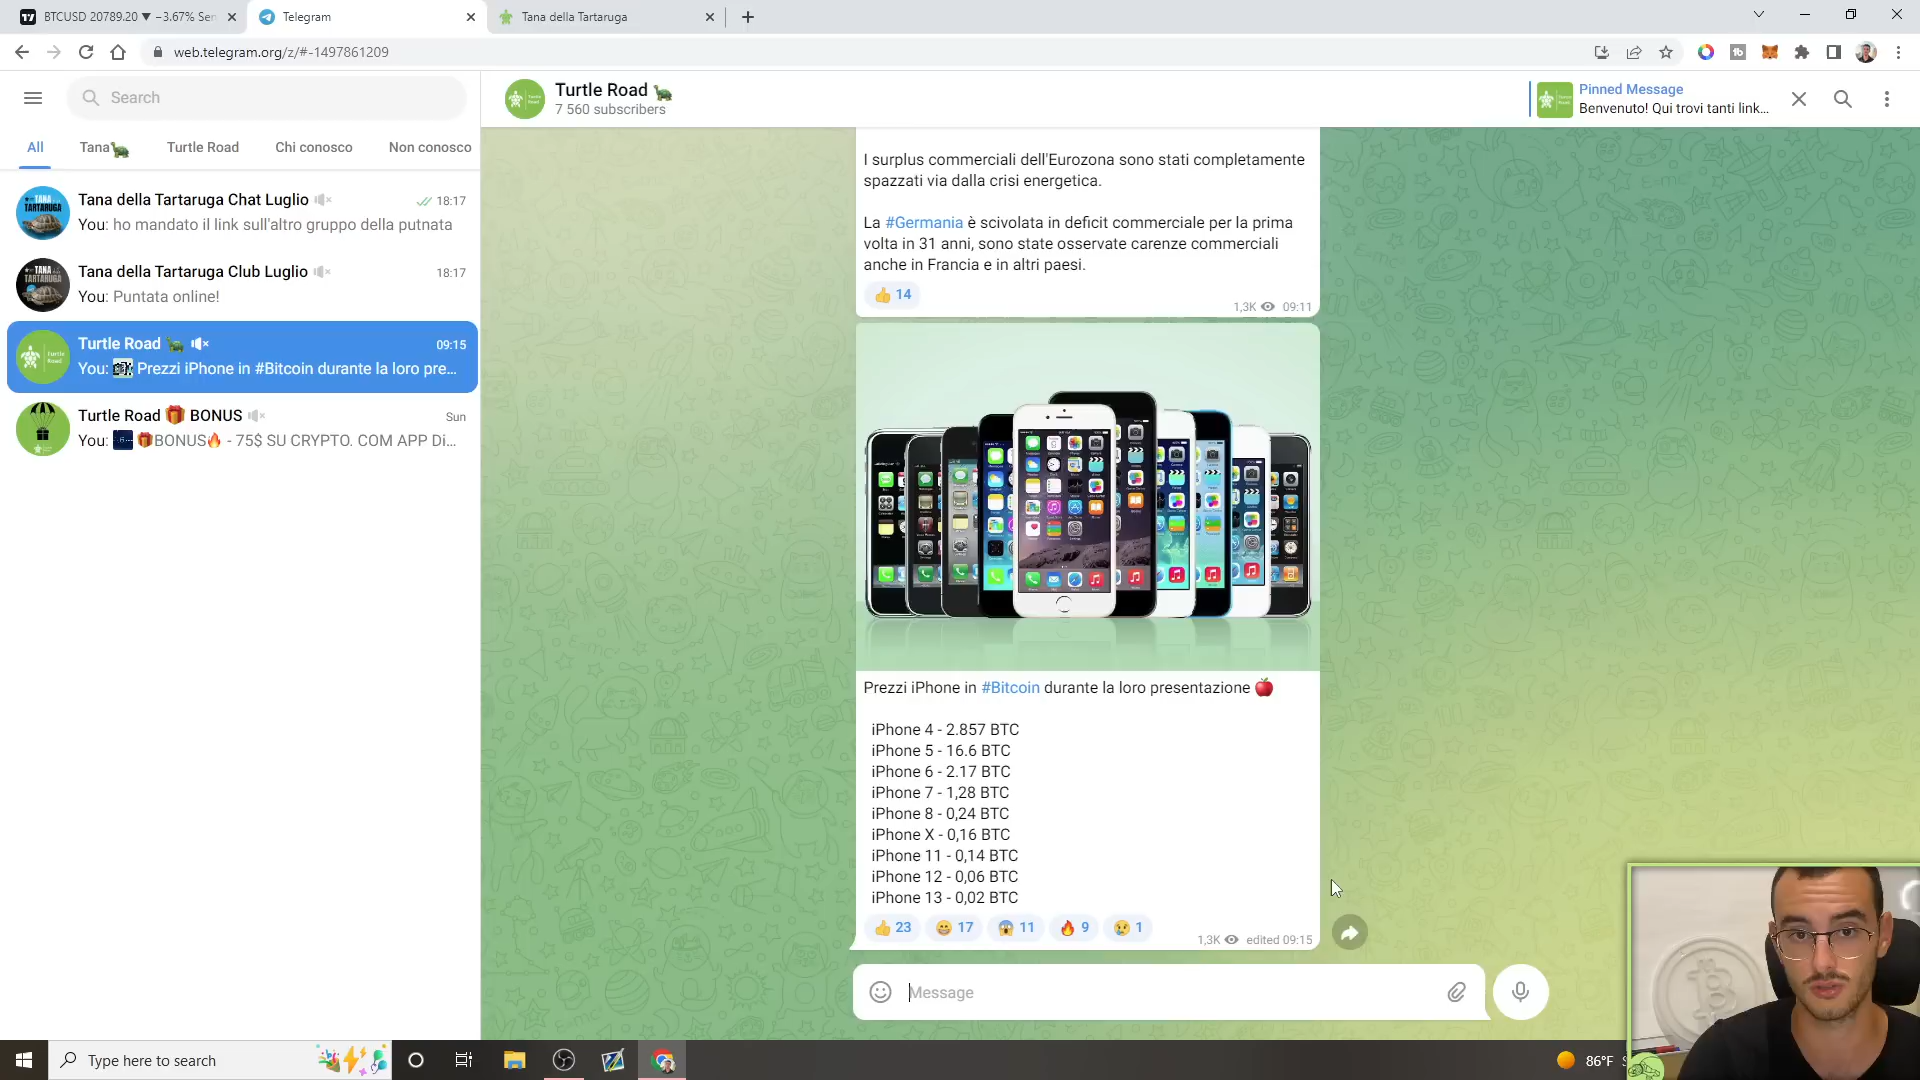 BTCUSD 20789.20 ▼ −3.67% Sen
Telegram
Tana della Tartaruga
web.telegram.org/z/#-1497861209
Search
Turtle Road 🐢
7 560 subscribers
Pinned Message
Benvenuto! Qui trovi tanti link...
All
Tana🐢
Turtle Road
Chi conosco
Non conosco
Tana della Tartaruga Chat Luglio
18:17
You: ho mandato il link sull'altro gruppo della putnata
Tana della Tartaruga Club Luglio
18:17
You: Puntata online!
Turtle Road 🐢
09:15
You: Prezzi iPhone in #Bitcoin durante la loro pre...
Turtle Road 🎁 BONUS
Sun
You: 🎁BONUS🔥 - 75$ SU CRYPTO. COM APP Di...
I surplus commerciali dell'Eurozona sono stati completamente
spazzati via dalla crisi energetica.
La #Germania è scivolata in deficit commerciale per la prima
volta in 31 anni, sono state osservate carenze commerciali
anche in Francia e in altri paesi.
👍 14
1,3K 09:11
Prezzi iPhone in #Bitcoin durante la loro presentazione 🍎
iPhone 4 - 2.857 BTC
iPhone 5 - 16.6 BTC
iPhone 6 - 2.17 BTC
iPhone 7 - 1,28 BTC
iPhone 8 - 0,24 BTC
iPhone X - 0,16 BTC
iPhone 11 - 0,14 BTC
iPhone 12 - 0,06 BTC
iPhone 13 - 0,02 BTC
👍 23 😄 17 😱 11 🔥 9 😢 1
1,3K edited 09:15
Message
Type here to search
86°F